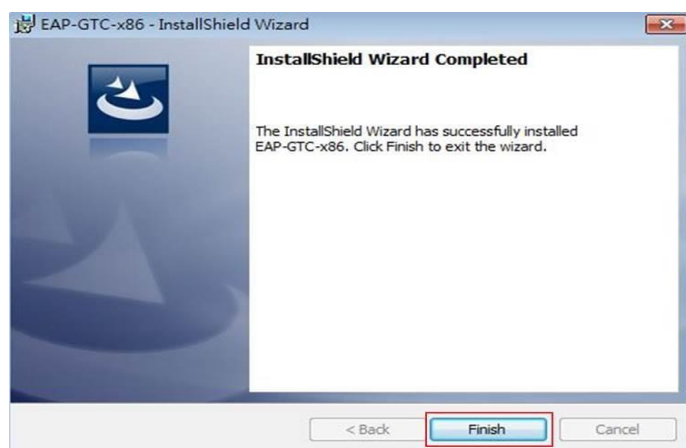 EAP-GTC-x86 - InstallShield Wizard
InstallShield Wizard Completed
The InstallShield Wizard has successfully installed
EAP-GTC-x86. Click Finish to exit the wizard.
< Back
Finish
Cancel